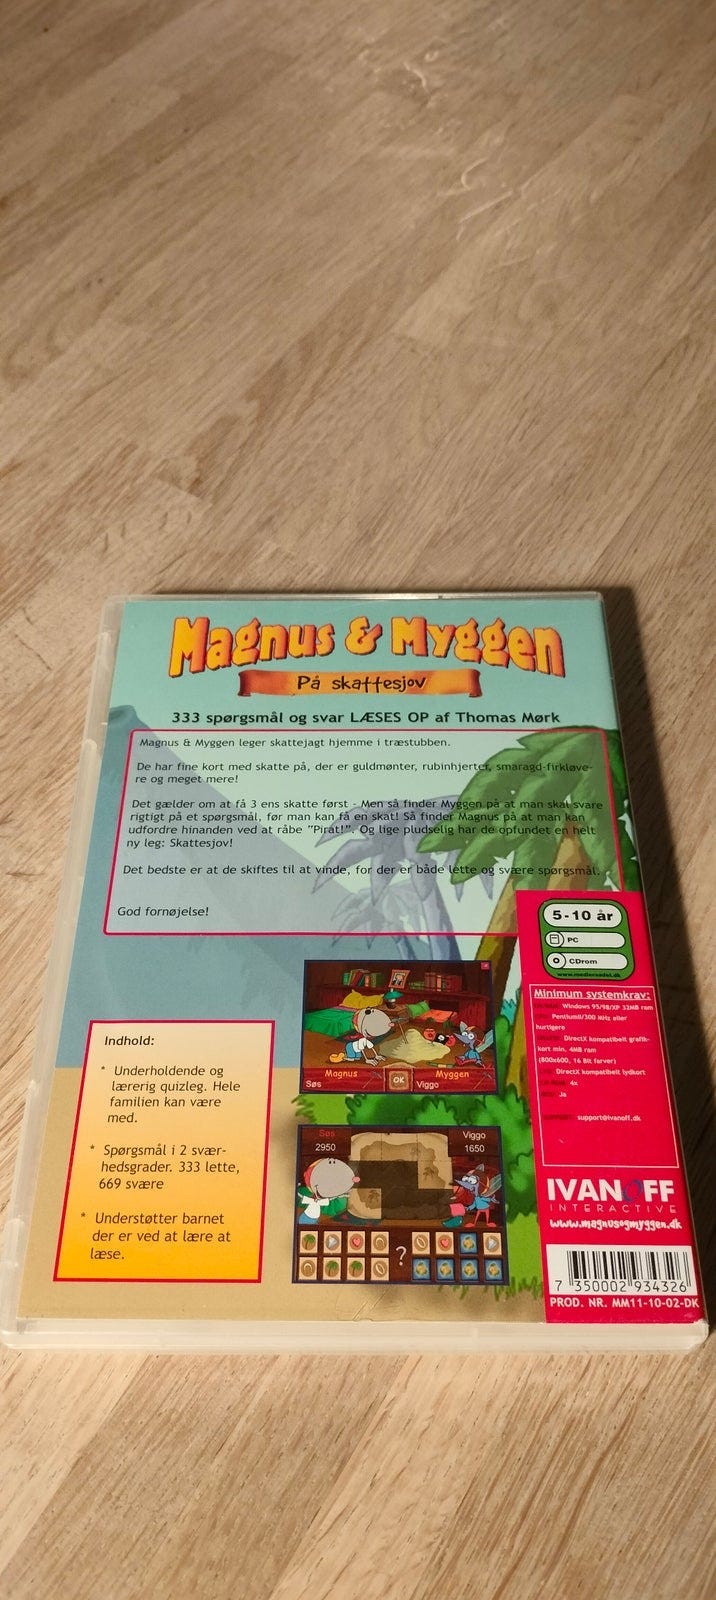 Magnus & Myggen
På skattesjov
333 spørgsmål og svar LÆSES OP af Thomas Mørk
Magnus & Myggen leger skattejagt hjemme i træstubben.
De har fine kort med skatte på, der er guldmønter, rubinhjerter, smaragd-firkløve-
re og meget mere!
Det gælder om at få 3 ens skatte først - Men så finder Myggen på at man skal svare
rigtigt på et spørgsmål, før man kan få en skat! Så finder Magnus på at man kan
udfordre hinanden ved at råbe "Pirat!". Og lige pludselig har de opfundet en helt
ny leg: Skattesjov!
Det bedste er at de skiftes til at vinde, for der er både lette og svære spørgsmål.
God fornøjelse!
5-10 år
PC
CDrom
www.medieraadet.dk
Minimum systemkrav:
Windows 95/98/XP 32MB ram
PentiumII/300 MHz eller
hurtigere
DirectX kompatibelt grafik-
kort min. 4MB ram
(800x600, 16 Bit farver)
DirectX kompatibelt lydkort
4x
Ja
support@ivanoff.dk
Magnus
Myggen
Søs
OK
Viggo
Indhold:
* Underholdende og
lærerig quizleg. Hele
familien kan være
med.
* Spørgsmål i 2 svær-
hedsgrader. 333 lette,
669 svære
* Understøtter barnet
der er ved at lære at
læse.
Søs
2950
Viggo
1650
?
IVANOFF
INTERACTIVE
www.magnusogmyggen.dk
7 350002 934326
PROD. NR. MM11-10-02-DK